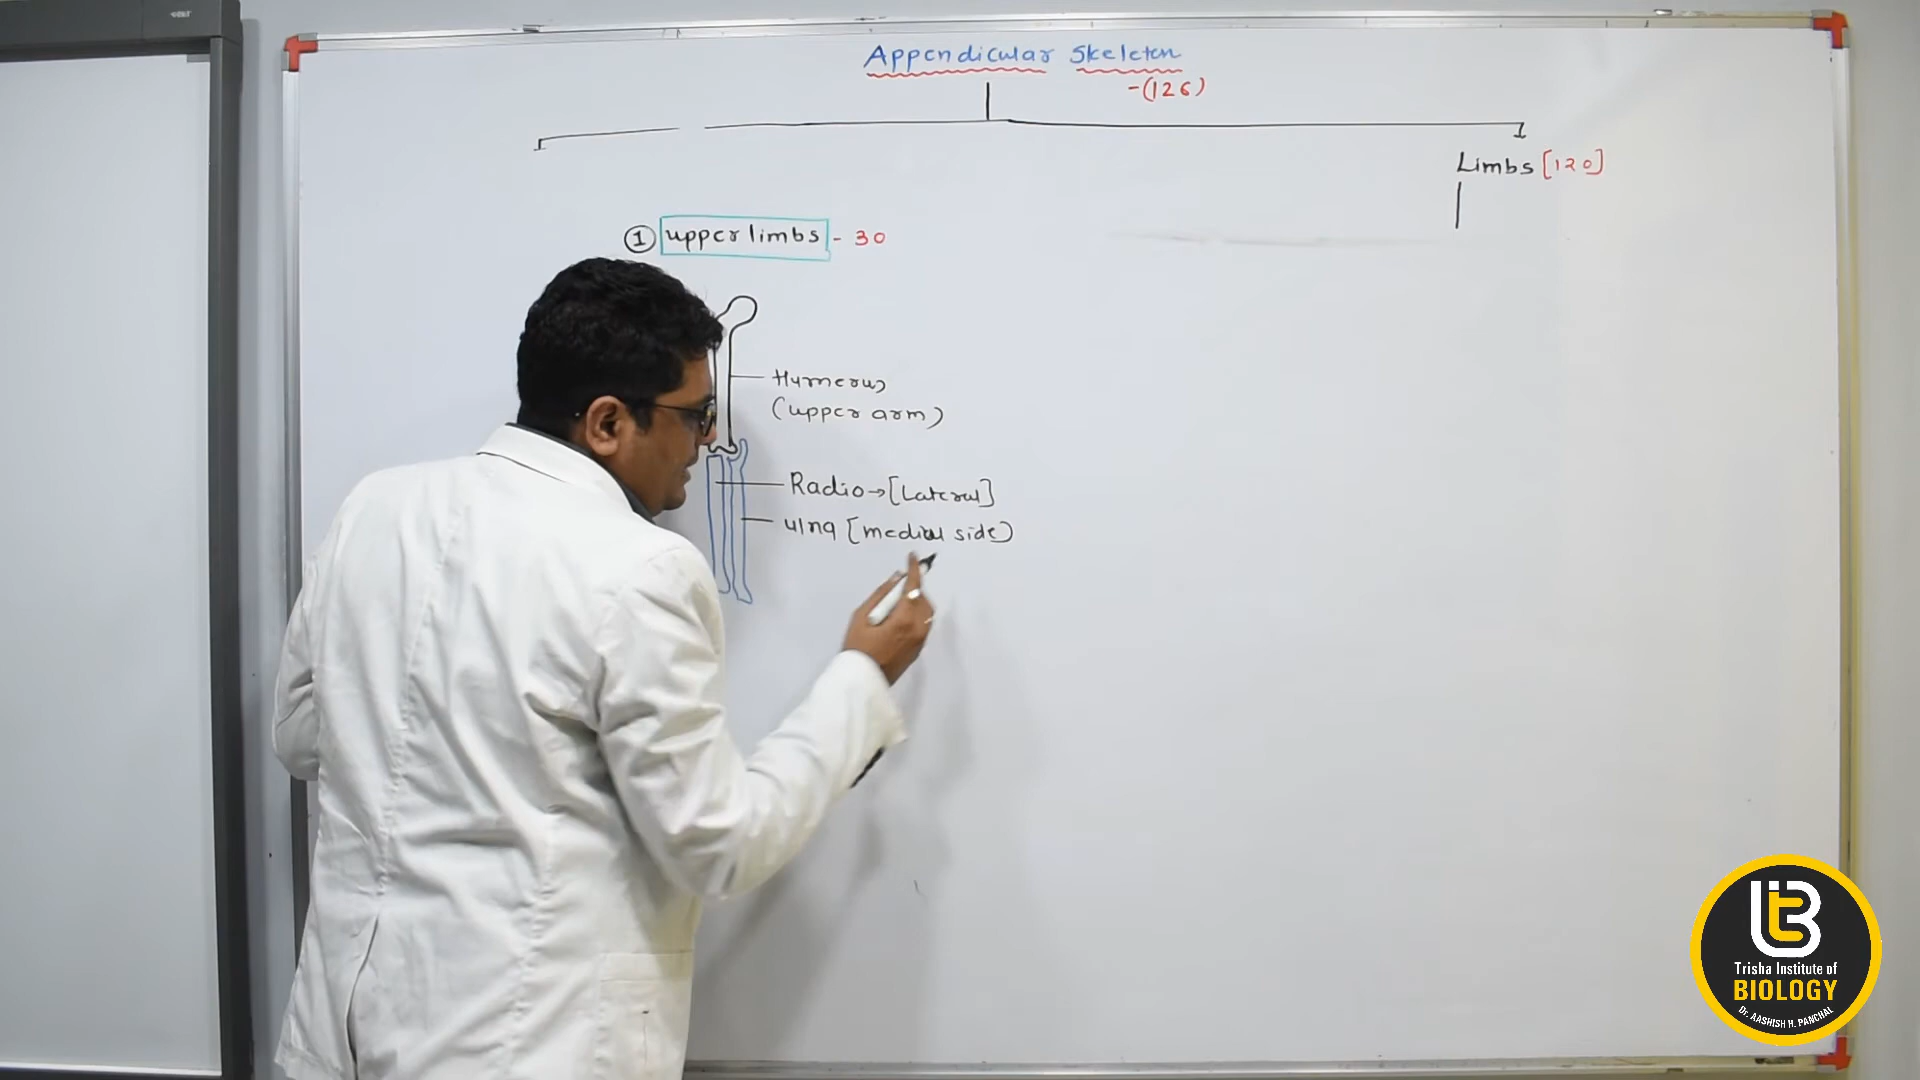 Appendicular Skeleton
-(126)
Limbs [120]
① upper limbs - 30
Humerus
(upper arm)
Radio→[Lateral]
ulna [medial side)
LTB
Trisha Institute of
BIOLOGY
Dr. AASHISH H. PANCHAL